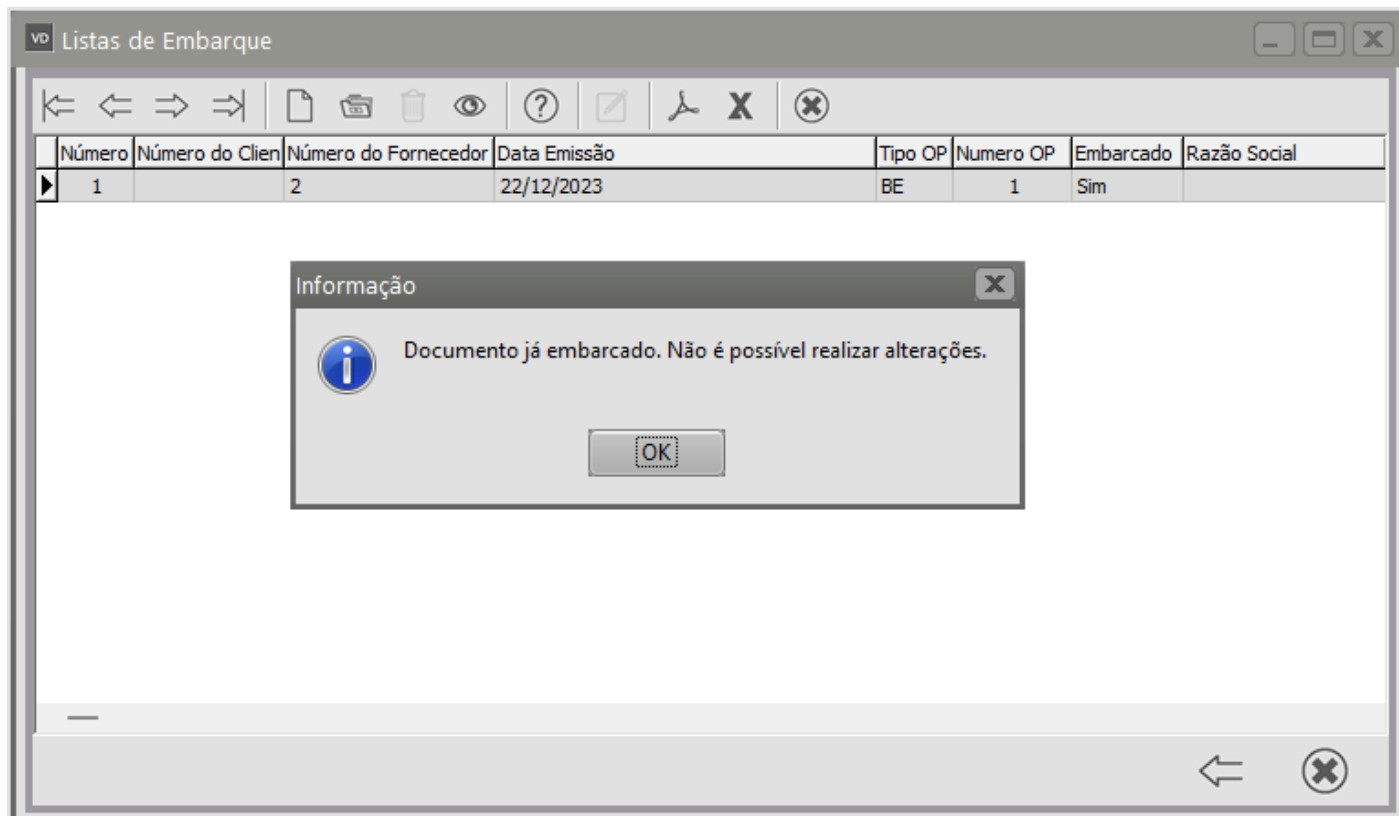 VD Listas de Embarque
Número Número do Clien Número do Fornecedor Data Emissão Tipo OP Numero OP Embarcado Razão Social
1 2 22/12/2023 BE 1 Sim
Informação
Documento já embarcado. Não é possível realizar alterações.
OK